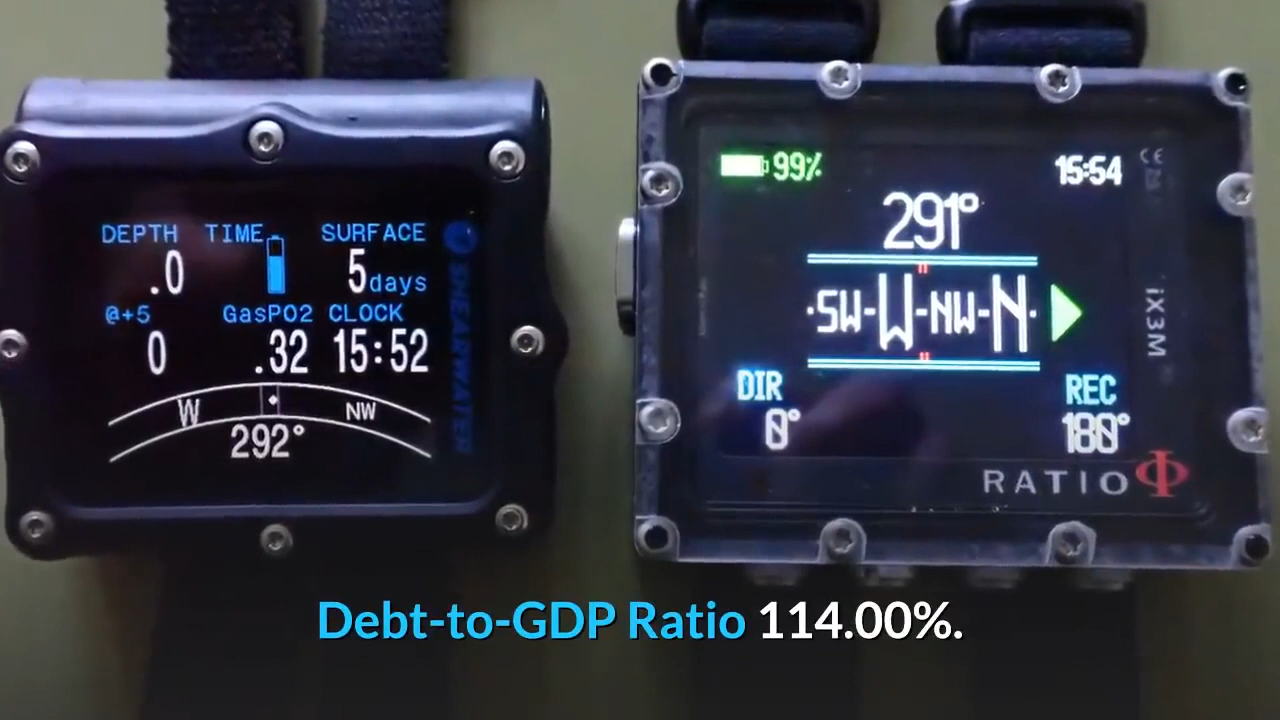 DEPTH TIME SURFACE
.0 5days
@+5 GasPO2 CLOCK
0 .32 15:52
W NW
292°
SHEARWATER
99% 15:54
291°
·SW-W-NW-N·
DIR REC
0° 180°
RATIO
iX3M
CE
Debt-to-GDP Ratio 114.00%.